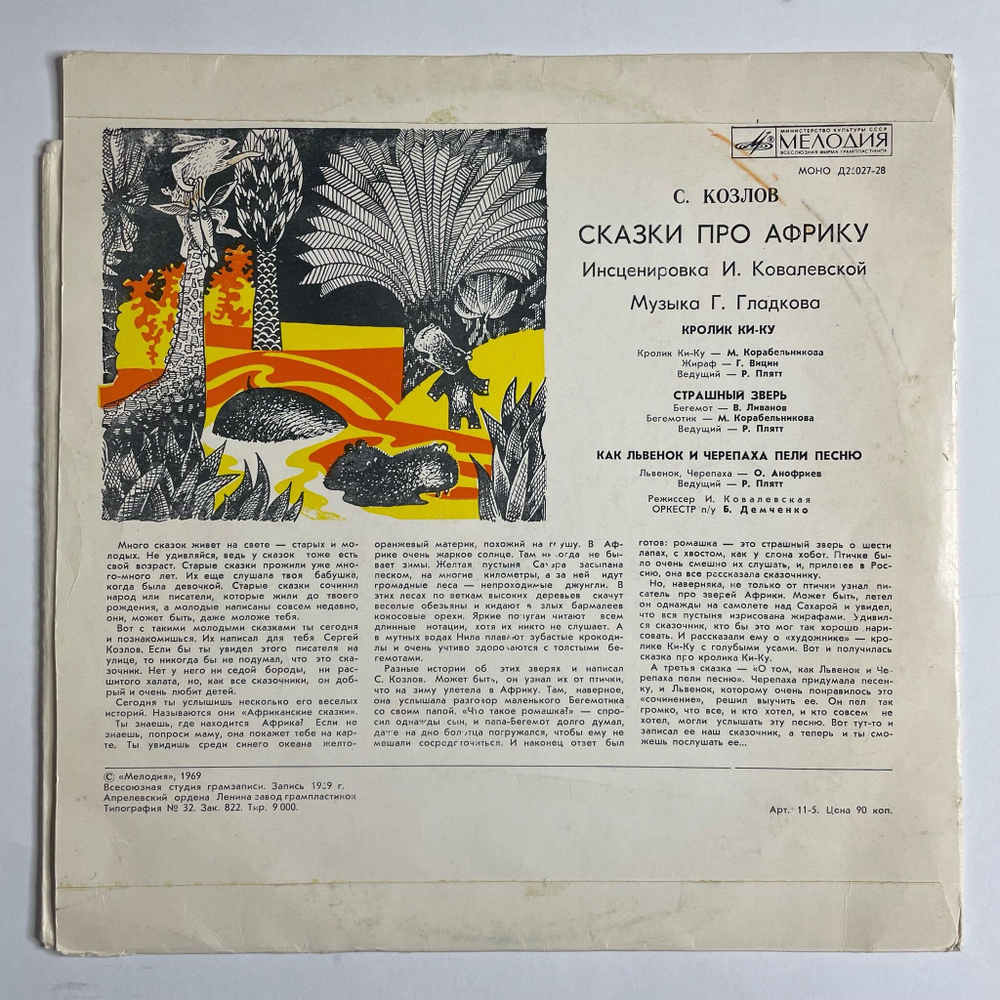 МИНИСТЕРСТВО КУЛЬТУРЫ СССР
МЕЛОДИЯ
ВСЕСОЮЗНАЯ ФИРМА ГРАМПЛАСТИНОК
МОНО
С. КОЗЛОВ
СКАЗКИ ПРО АФРИКУ
Инсценировка И. Ковалевской
Музыка Г. Гладкова
КРОЛИК КИ-КУ
Кролик Ки-Ку — М. Корабельникова
Жираф — Г. Вицин
Ведущий — Р. Плятт
СТРАШНЫЙ ЗВЕРЬ
Бегемот — В. Ливанов
Бегемотик — М. Корабельникова
Ведущий — Р. Плятт
КАК ЛЬВЕНОК И ЧЕРЕПАХА ПЕЛИ ПЕСНЮ
Львенок, Черепаха — О. Анофриев
Ведущий — Р. Плятт
Режиссер И. Ковалевская
ОРКЕСТР п/у Б. Демченко
Много сказок живет на свете — старых и мо-
лодых. Не удивляйся, ведь у сказок тоже есть
свой возраст. Старые сказки прожили уже мно-
го-много лет. Их еще слушала твоя бабушка,
когда была девочкой. Старые сказки сочинил
народ или писатели, которые жили до твоего
рождения, а молодые написаны совсем недавно,
они, может быть, даже моложе тебя.
Вот с такими молодыми сказками ты сегодня
и познакомишься. Их написал для тебя Сергей
Козлов. Если бы ты увидел этого писателя на
улице, то никогда бы не подумал, что это ска-
зочник. Нет у него ни седой бороды, ни рас-
шитого халата, но, как все сказочники, он доб-
рый и очень любит детей.
Сегодня ты услышишь несколько его веселых
историй. Называются они «Африканские сказки».
Ты знаешь, где находится Африка? Если не
знаешь, попроси маму, она покажет тебе на кар-
те. Ты увидишь среди синего океана желто-
оранжевый материк, похожий на грушу. В Аф-
рике очень жаркое солнце. Там никогда не бы-
вает зимы. Желтая пустыня Сахара засыпана
песком, на многие километры, а за ней идут
громадные леса — непроходимые джунгли. В
этих лесах по веткам высоких деревьев скачут
веселые обезьяны и кидают в злых бармалеев
кокосовые орехи. Яркие попугаи читают всем
длинные нотации, хотя их никто не слушает. А
в мутных водах Нила плавают зубастые крокоди-
лы и очень учтиво здороваются с толстыми бе-
гемотами.
Разные истории об этих зверях и написал
С. Козлов. Может быть, он узнал их от птички,
что на зиму улетела в Африку. Там, наверное,
она услышала разговор маленького Бегемотика
со своим папой. «Что такое ромашка?» — спро-
сил однажды сын, и папа-Бегемот долго думал,
даже на дно болотца погружался, чтобы ему не
мешали сосредоточиться. И наконец ответ был
готов: ромашка — это страшный зверь о шести
лапах, с хвостом, как у слона хобот. Птичке бы-
ло очень смешно их слушать, и, прилетев в Рос-
сию, она все рассказала сказочнику.
Но, наверняка, не только от птички узнал пи-
сатель про зверей Африки. Может быть, летел
он однажды на самолете над Сахарой и увидел,
что вся пустыня изрисована жирафами. Удивил-
ся сказочник, кто бы это мог так хорошо нари-
совать. И рассказали ему о «художнике» — кро-
лике Ки-Ку с голубыми усами. Вот и получилась
сказка про кролика Ки-Ку.
А третья сказка — «О том, как Львенок и Че-
репаха пели песню». Черепаха придумала песен-
ку, и Львенок, которому очень понравилось это
«сочинение», решил выучить ее. Он пел так
громко, что все, и кто хотел, и кто совсем не
хотел, могли услышать эту песню. Вот тут-то и
записал ее наш сказочник, а теперь и ты смо-
жешь послушать ее...
© «Мелодия», 1969
Всесоюзная студия грамзаписи. Запись 1969 г.
Апрелевский ордена Ленина завод грампластинок
Типография № 32. Зак. 822. Тир. 9 000.
Арт. 11-5. Цена 90 коп.